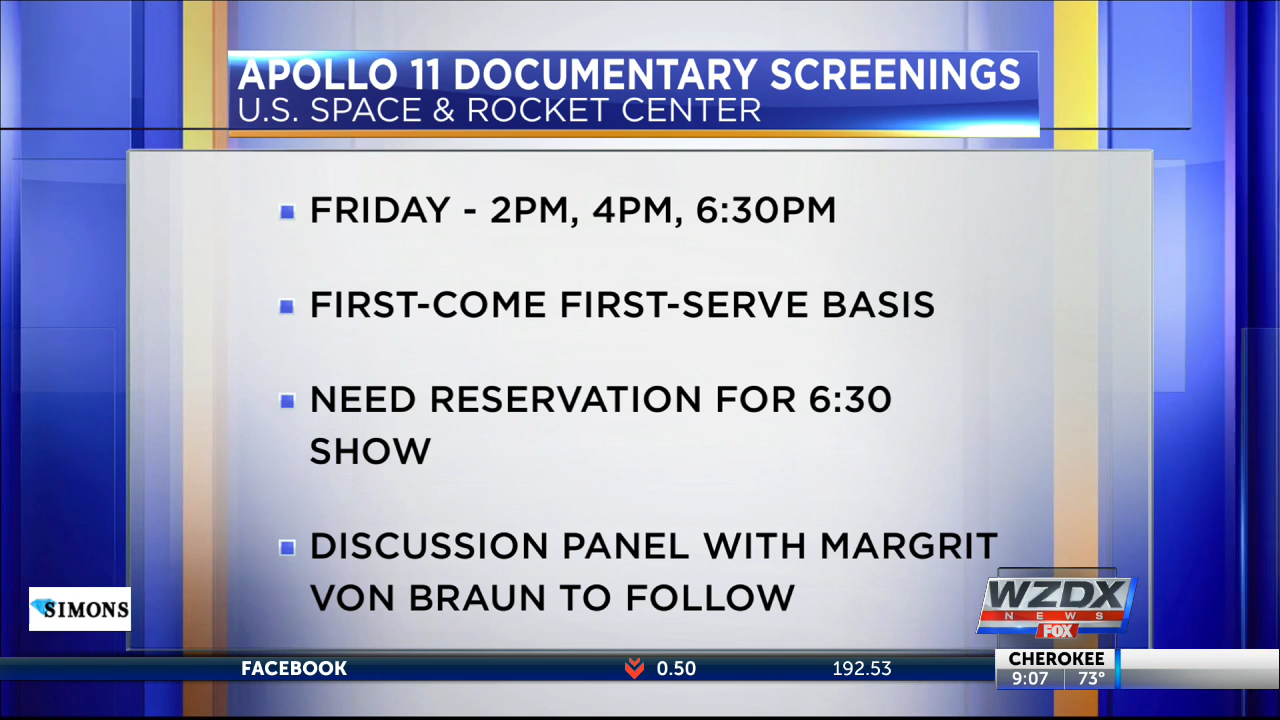 APOLLO 11 DOCUMENTARY SCREENINGS
U.S. SPACE & ROCKET CENTER
FRIDAY - 2PM, 4PM, 6:30PM
FIRST-COME FIRST-SERVE BASIS
NEED RESERVATION FOR 6:30
SHOW
DISCUSSION PANEL WITH MARGRIT
VON BRAUN TO FOLLOW
SIMONS
WZDX
NEWS
FOX
FACEBOOK 0.50 192.53
CHEROKEE
9:07 73°